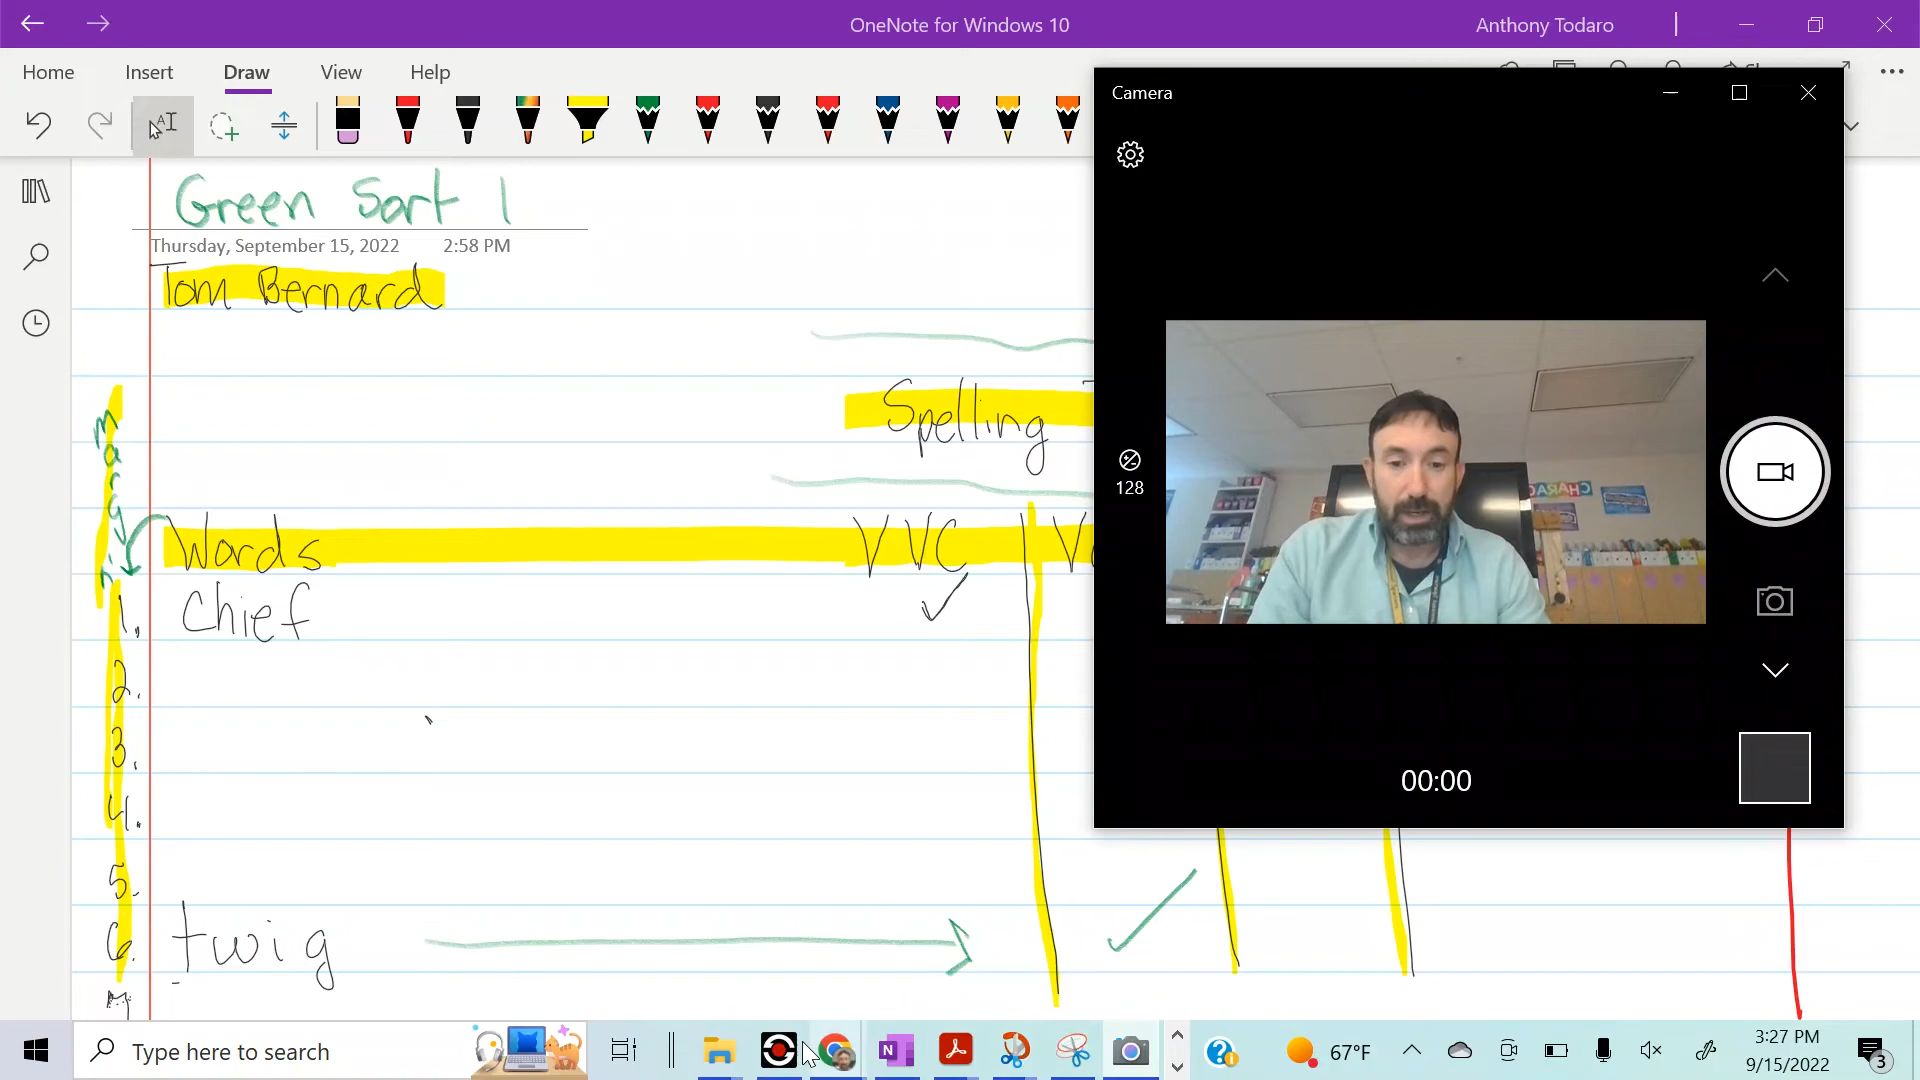 OneNote for Windows 10
Anthony Todaro
Home
Insert
Draw
View
Help
Camera
Green Sort 1
Thursday, September 15, 2022 2:58 PM
Tom Bernard
Spelling
128
margin
Words VVC
1. Chief
2.
3.
4.
5.
6. twig
00:00
Type here to search
67°F
3:27 PM
9/15/2022
3